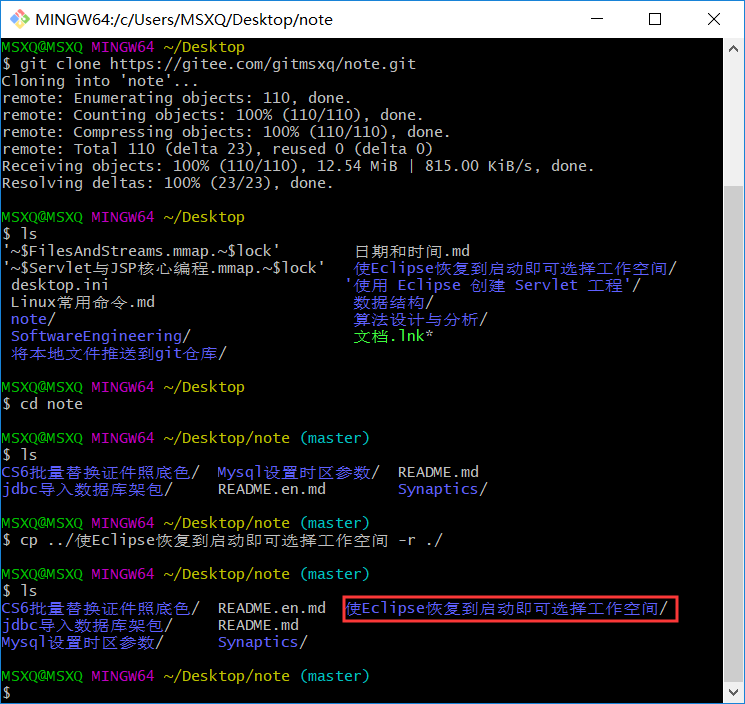 MINGW64:/c/Users/MSXQ/Desktop/note
MSXQ@MSXQ MINGW64 ~/Desktop
$ git clone https://gitee.com/gitmsxq/note.git
Cloning into 'note'...
remote: Enumerating objects: 110, done.
remote: Counting objects: 100% (110/110), done.
remote: Compressing objects: 100% (110/110), done.
remote: Total 110 (delta 23), reused 0 (delta 0)
Receiving objects: 100% (110/110), 12.54 MiB | 815.00 KiB/s, done.
Resolving deltas: 100% (23/23), done.
MSXQ@MSXQ MINGW64 ~/Desktop
$ ls
'~$FilesAndStreams.mmap.~$lock' 日期和时间.md
'~$Servlet与JSP核心编程.mmap.~$lock' 使Eclipse恢复到启动即可选择工作空间/
desktop.ini '使用 Eclipse 创建 Servlet 工程'/
Linux常用命令.md 数据结构/
note/ 算法设计与分析/
SoftwareEngineering/ 文档.lnk*
将本地文件推送到git仓库/
MSXQ@MSXQ MINGW64 ~/Desktop
$ cd note
MSXQ@MSXQ MINGW64 ~/Desktop/note (master)
$ ls
CS6批量替换证件照底色/ Mysql设置时区参数/ README.md
jdbc导入数据库架包/ README.en.md Synaptics/
MSXQ@MSXQ MINGW64 ~/Desktop/note (master)
$ cp ../使Eclipse恢复到启动即可选择工作空间 -r ./
MSXQ@MSXQ MINGW64 ~/Desktop/note (master)
$ ls
CS6批量替换证件照底色/ README.en.md 使Eclipse恢复到启动即可选择工作空间/
jdbc导入数据库架包/ README.md
Mysql设置时区参数/ Synaptics/
MSXQ@MSXQ MINGW64 ~/Desktop/note (master)
$